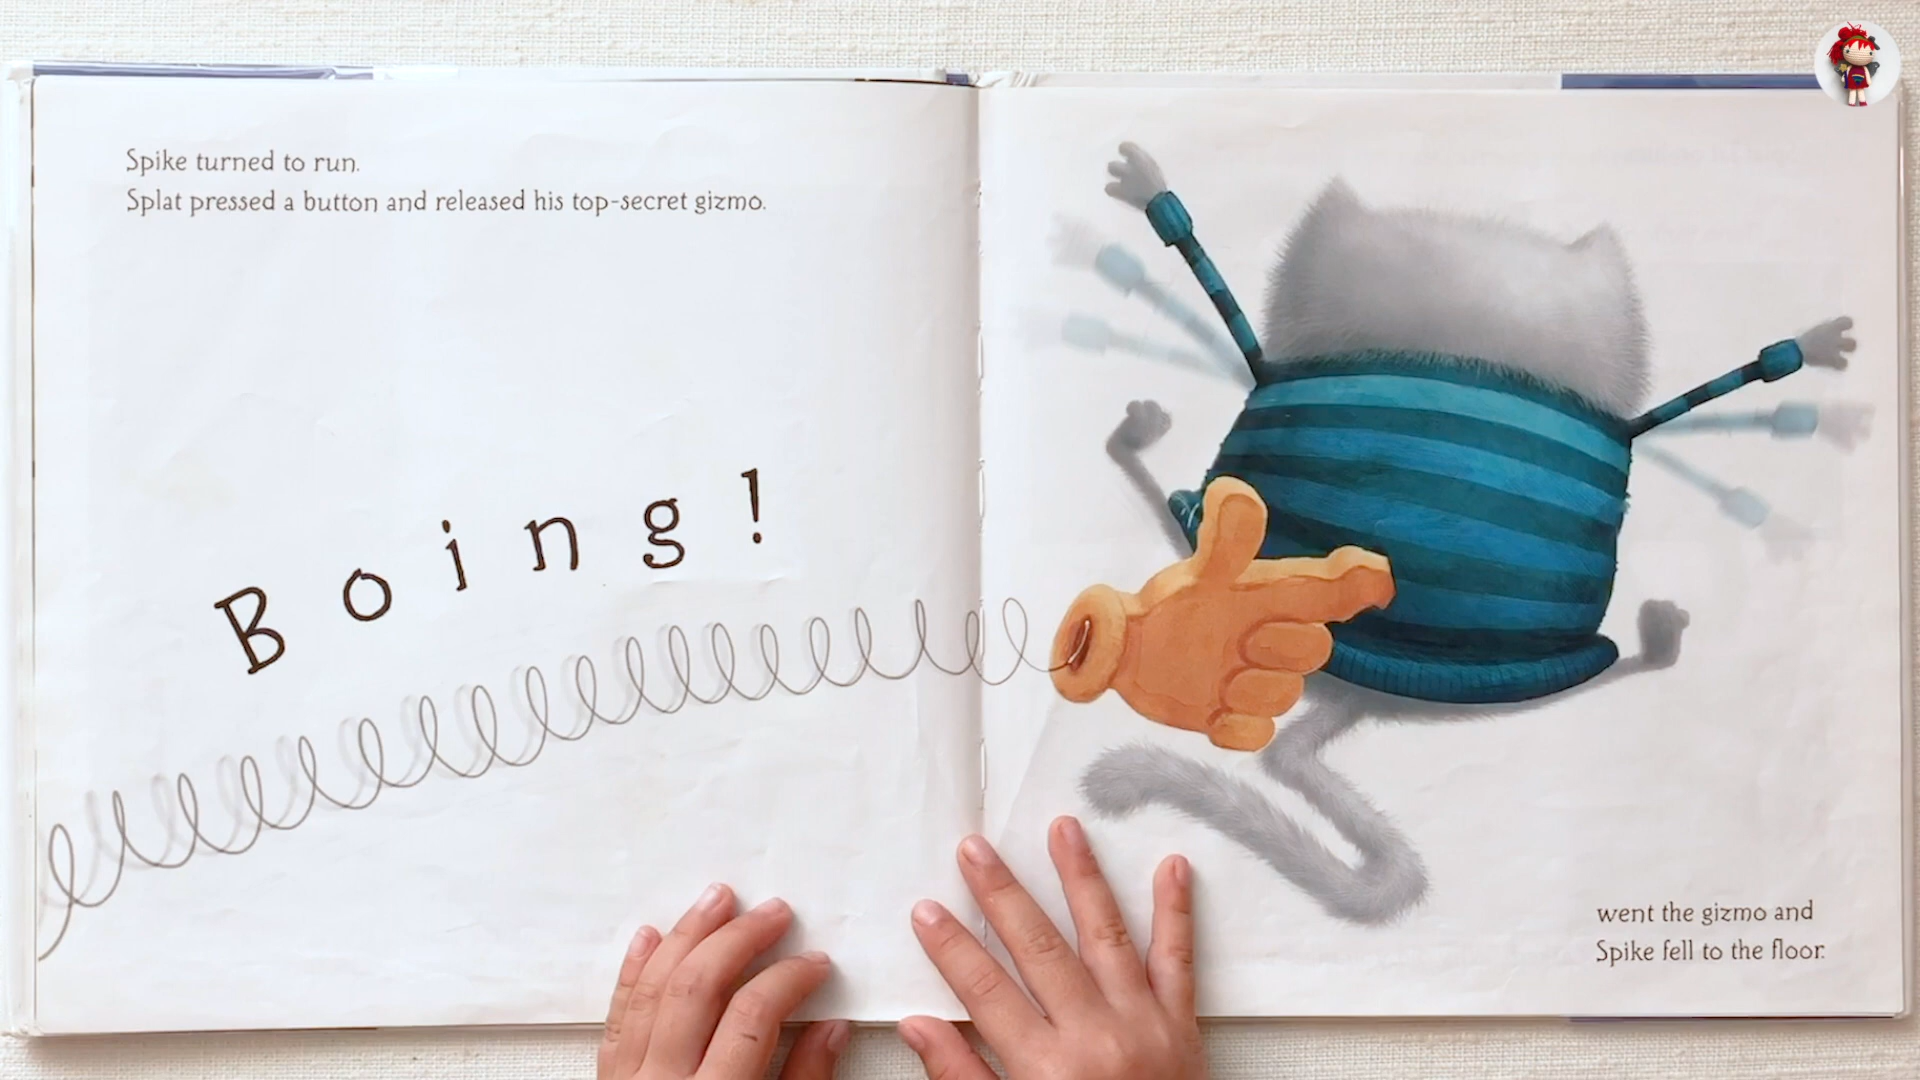 Spike turned to run.
Splat pressed a button and released his top-secret gizmo.
Boing!
went the gizmo and
Spike fell to the floor.